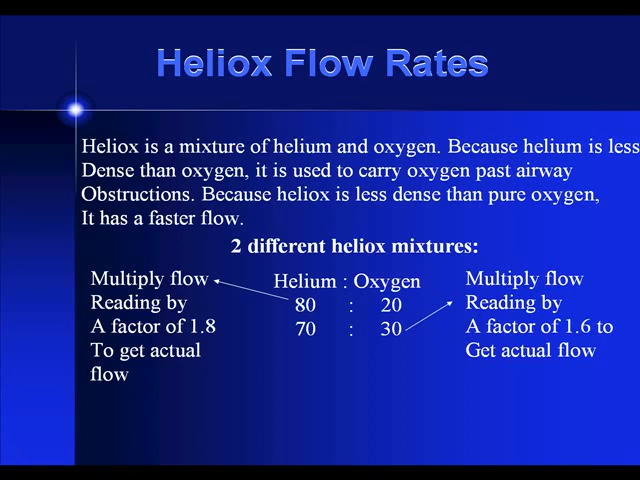 Heliox Flow Rates
Heliox is a mixture of helium and oxygen. Because helium is less
Dense than oxygen, it is used to carry oxygen past airway
Obstructions. Because heliox is less dense than pure oxygen,
It has a faster flow.
2 different heliox mixtures:
Multiply flow
Reading by
A factor of 1.8
To get actual
flow
Helium : Oxygen
80 : 20
70 : 30
Multiply flow
Reading by
A factor of 1.6 to
Get actual flow